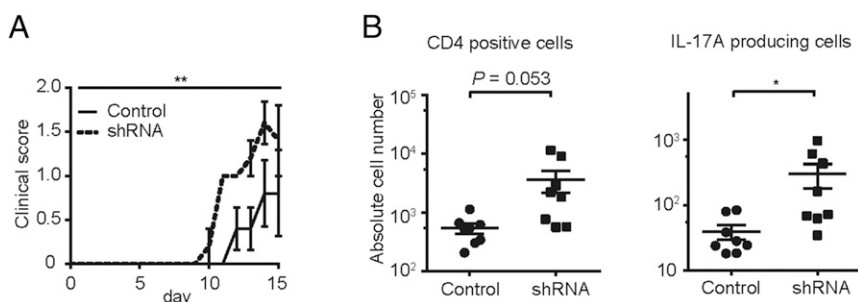 A
**
Control
shRNA
Clinical score
2.0
1.5
1.0
0.5
0
0
5
10
15
day
B
CD4 positive cells
P = 0.053
Absolute cell number
10⁵
10⁴
10³
10²
Control
shRNA
IL-17A producing cells
*
10³
10²
10
Control
shRNA